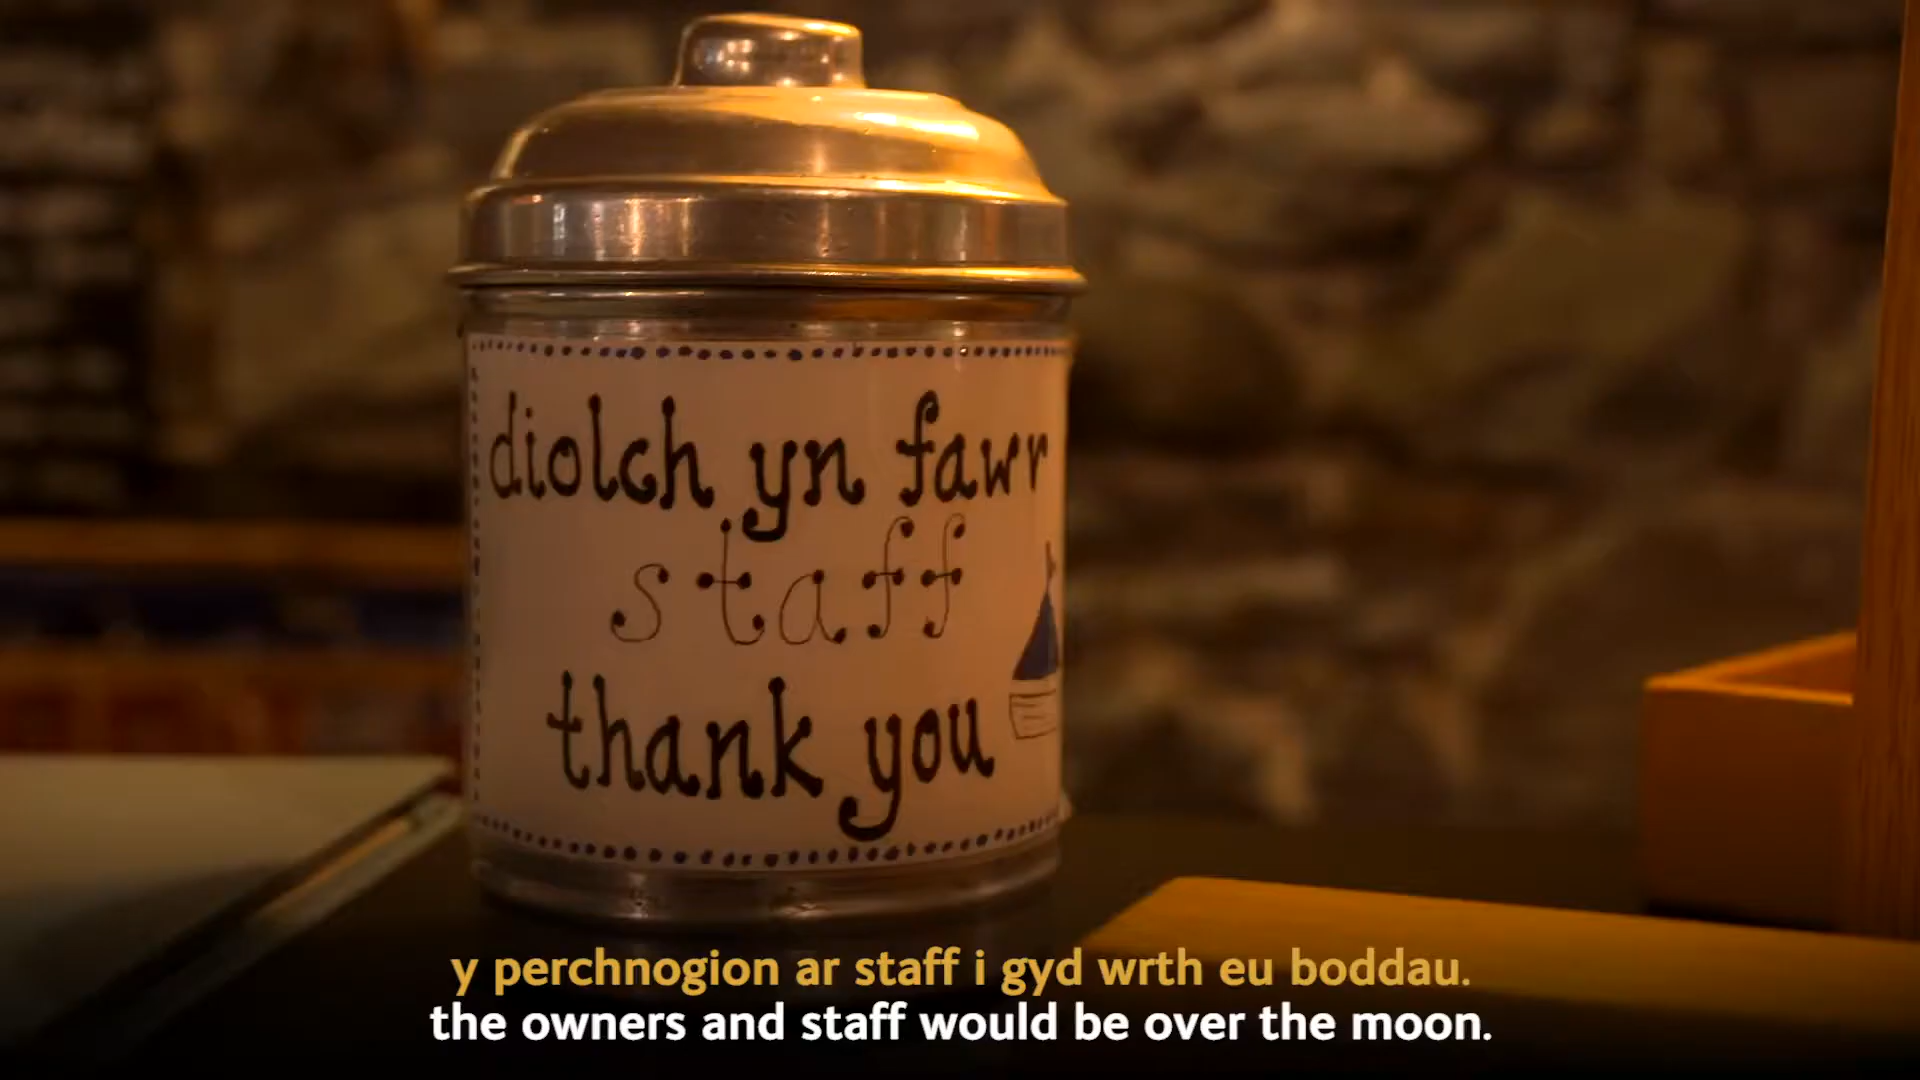 diolch yn fawr
staff
thank you
y perchnogion ar staff i gyd wrth eu boddau.
the owners and staff would be over the moon.